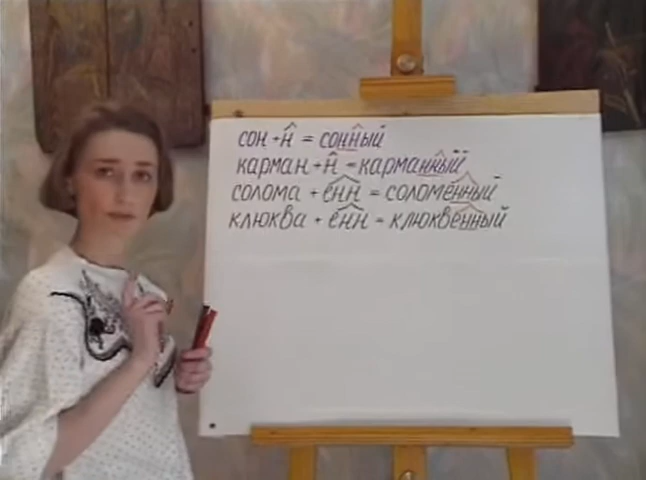 сон + н = сонный
карман + н = карманный
солома + енн = соломенный
клюква + енн = клюквенный